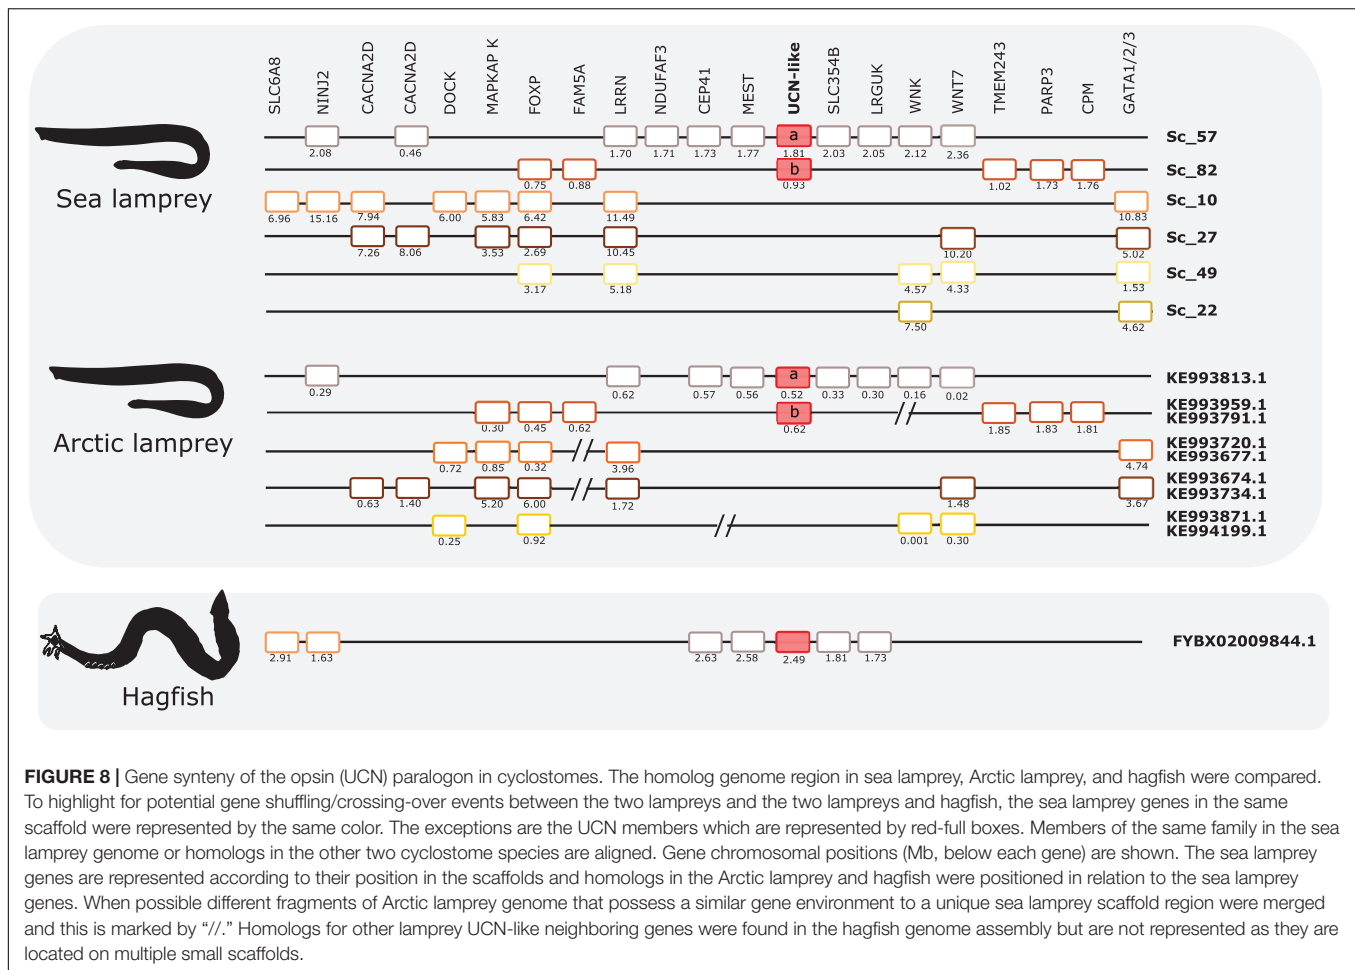 SLC6A8 NINJ2 CACNA2D CACNA2D DOCK MAPKAP K FOXP FAM5A LRRN NDUFAF3 CEP41 MEST UCN-like SLC354B LRGUK WNK WNT7 TMEM243 PARP3 CPM GATA1/2/3
a Sc_57
2.08 0.46 1.70 1.71 1.73 1.77 1.81 2.03 2.05 2.12 2.36
b Sc_82
0.75 0.88 0.93 1.02 1.73 1.76
Sea lamprey
Sc_10
6.96 15.16 7.94 6.00 5.83 6.42 11.49 10.83
Sc_27
7.26 8.06 3.53 2.69 10.45 10.20 5.02
Sc_49
3.17 5.18 4.57 4.33 1.53
Sc_22
7.50 4.62
a KE993813.1
0.29 0.62 0.57 0.56 0.52 0.33 0.30 0.16 0.02
b // KE993959.1
KE993791.1
0.30 0.45 0.62 0.62 1.85 1.83 1.81
Arctic lamprey
// KE993720.1
KE993677.1
0.72 0.85 0.32 3.96 4.74
// KE993674.1
KE993734.1
0.63 1.40 5.20 6.00 1.72 1.48 3.67
// KE993871.1
KE994199.1
0.25 0.92 0.001 0.30
FYBX02009844.1
2.91 1.63 2.63 2.58 2.49 1.81 1.73
Hagfish
FIGURE 8 | Gene synteny of the opsin (UCN) paralogon in cyclostomes. The homolog genome region in sea lamprey, Arctic lamprey, and hagfish were compared.
To highlight for potential gene shuffling/crossing-over events between the two lampreys and the two lampreys and hagfish, the sea lamprey genes in the same
scaffold were represented by the same color. The exceptions are the UCN members which are represented by red-full boxes. Members of the same family in the sea
lamprey genome or homologs in the other two cyclostome species are aligned. Gene chromosomal positions (Mb, below each gene) are shown. The sea lamprey
genes are represented according to their position in the scaffolds and homologs in the Arctic lamprey and hagfish were positioned in relation to the sea lamprey
genes. When possible different fragments of Arctic lamprey genome that possess a similar gene environment to a unique sea lamprey scaffold region were merged
and this is marked by “//.” Homologs for other lamprey UCN-like neighboring genes were found in the hagfish genome assembly but are not represented as they are
located on multiple small scaffolds.